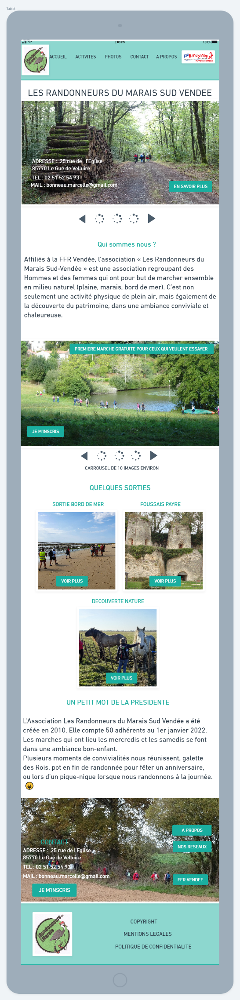 Tablet
3:03 PM
100%
Randonneurs du
Marais
ACCUEIL
ACTIVITES
PHOTOS
CONTACT
A PROPOS
FFRandonnée
www.ffrandonnee.fr
LES RANDONNEURS DU MARAIS SUD VENDEE
ADRESSE : 25 rue de l'Eglise
85770 Le Gué de Velluire
TEL : 02 51 52 54 93
MAIL : bonneau.marcelle@gmail.com
EN SAVOIR PLUS
Qui sommes nous ?
Affiliés à la FFR Vendée, l'association « Les Randonneurs du
Marais Sud-Vendée » est une association regroupant des
Hommes et des femmes qui ont pour but de marcher ensemble
en milieu naturel (plaine, marais, bord de mer). C'est non
seulement une activité physique de plein air, mais également de
la découverte du patrimoine, dans une ambiance conviviale et
chaleureuse.
PREMIERE MARCHE GRATUITE POUR CEUX QUI VEULENT ESSAYER
JE M'INSCRIS
CARROUSEL DE 10 IMAGES ENVIRON
QUELQUES SORTIES
SORTIE BORD DE MER
FOUSSAIS PAYRE
VOIR PLUS
VOIR PLUS
DECOUVERTE NATURE
VOIR PLUS
UN PETIT MOT DE LA PRESIDENTE
L'Association Les Randonneurs du Marais Sud Vendée a été
créée en 2010. Elle compte 50 adhérents au 1er janvier 2022.
Les marches qui ont lieu les mercredis et les samedis se font
dans une ambiance bon-enfant.
Plusieurs moments de convivialités nous réunissent, galette
des Rois, pot en fin de randonnée pour fêter un anniversaire,
ou lors d'un pique-nique lorsque nous randonnons à la journée.
A PROPOS
NOS RESEAUX
FFR VENDEE
CONTACT
ADRESSE : 25 rue de l'Eglise
85770 Le Gué de Velluire
TEL : 02 51 52 54 93
MAIL : bonneau.marcelle@gmail.com
JE M'INSCRIS
Randonneurs du
Marais
COPYRIGHT
MENTIONS LEGALES
POLITIQUE DE CONFIDENTIALITE